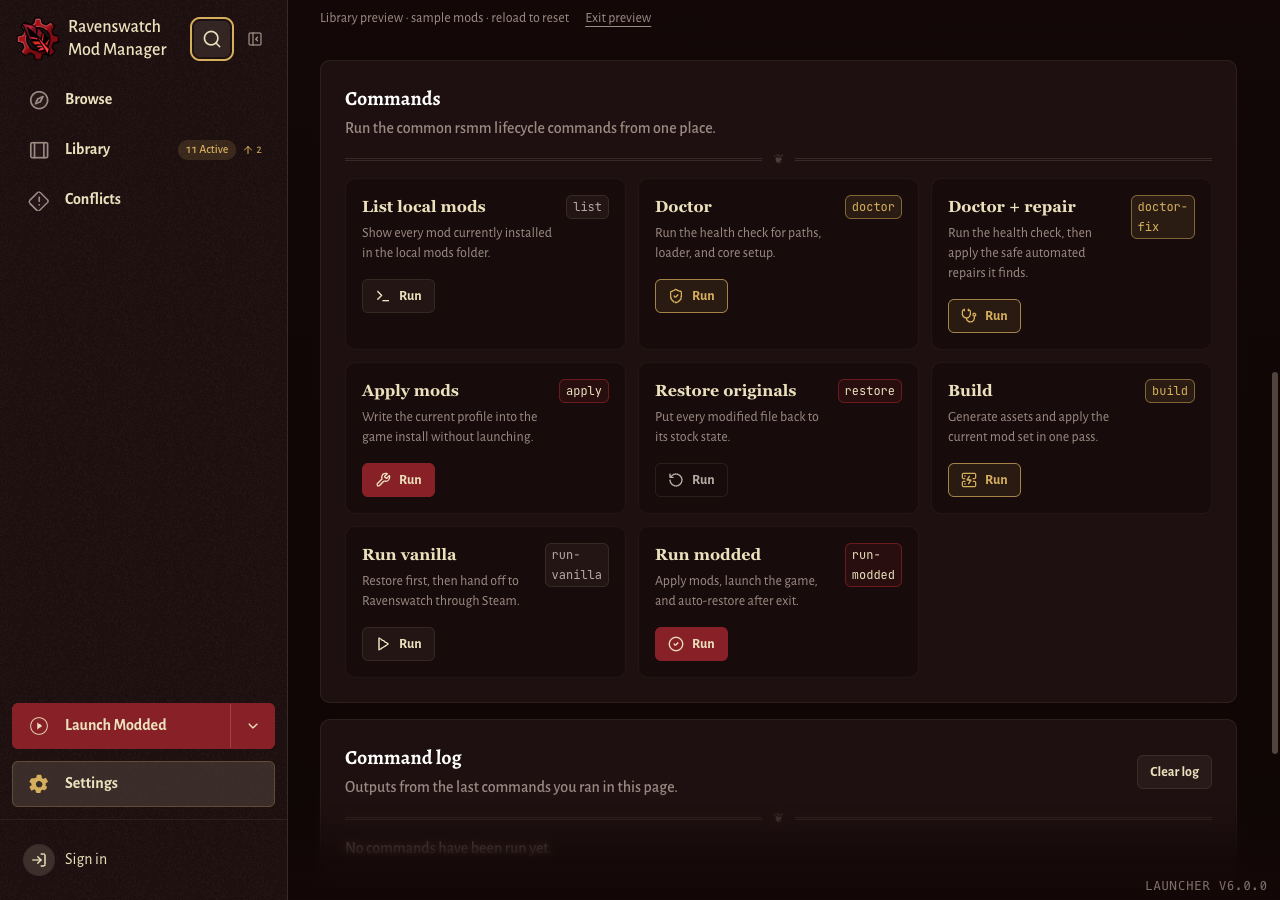 Ravenswatch
Mod Manager
Browse
Library
11 Active
2
Conflicts
Launch Modded
Settings
Sign in
Library preview · sample mods · reload to reset
Exit preview
Commands
Run the common rsmm lifecycle commands from one place.
List local mods
list
Show every mod currently installed
in the local mods folder.
Run
Doctor
doctor
Run the health check for paths,
loader, and core setup.
Run
Doctor + repair
doctor-
fix
Run the health check, then
apply the safe automated
repairs it finds.
Run
Apply mods
apply
Write the current profile into the
game install without launching.
Run
Restore originals
restore
Put every modified file back to
its stock state.
Run
Build
build
Generate assets and apply the
current mod set in one pass.
Run
Run vanilla
run-
vanilla
Restore first, then hand off to
Ravenswatch through Steam.
Run
Run modded
run-
modded
Apply mods, launch the game,
and auto-restore after exit.
Run
Command log
Outputs from the last commands you ran in this page.
Clear log
No commands have been run yet.
LAUNCHER V6.0.0